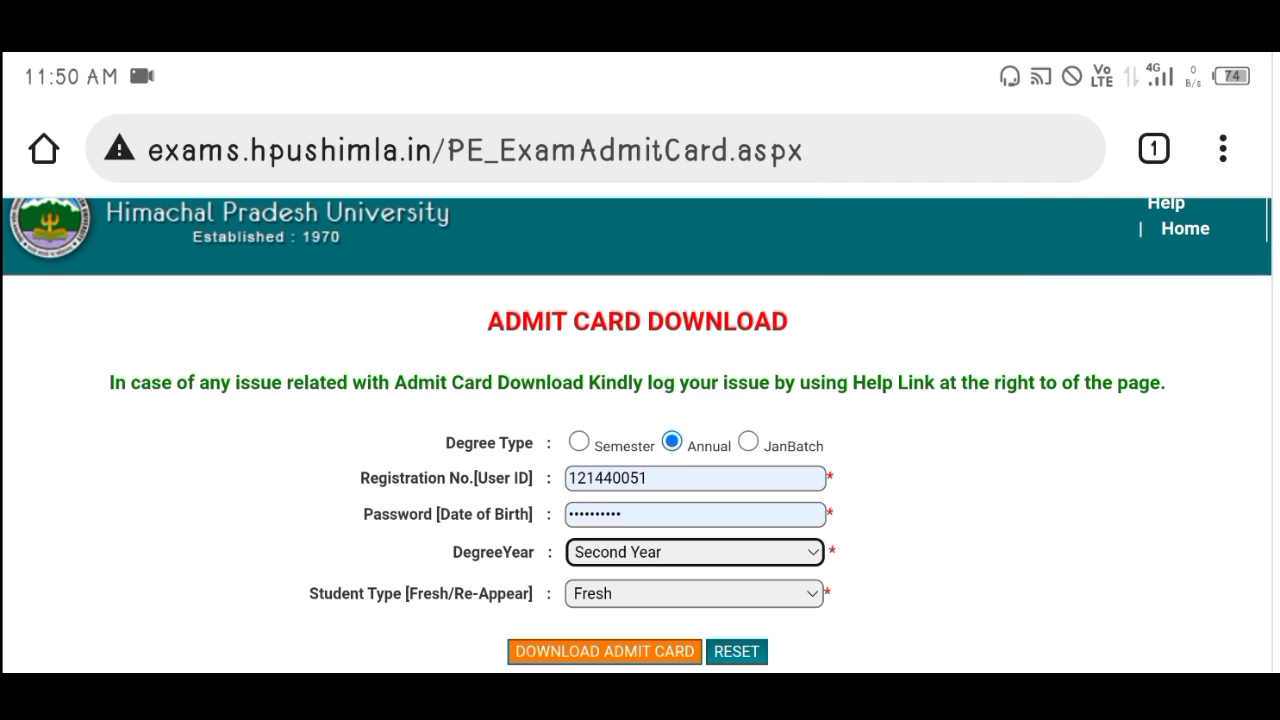 11:50 AM
Vo LTE 4G 0 B/s 74
exams.hpushimla.in/PE_ExamAdmitCard.aspx
1
Himachal Pradesh University
Established : 1970
Help
| Home
ADMIT CARD DOWNLOAD
In case of any issue related with Admit Card Download Kindly log your issue by using Help Link at the right to of the page.
Degree Type : Semester Annual JanBatch
Registration No.[User ID] : 121440051 *
Password [Date of Birth] : •••••••••• *
DegreeYear : Second Year *
Student Type [Fresh/Re-Appear] : Fresh *
DOWNLOAD ADMIT CARD RESET